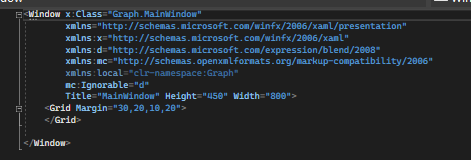 <Window x:Class="Graph.MainWindow"
xmlns="http://schemas.microsoft.com/winfx/2006/xaml/presentation"
xmlns:x="http://schemas.microsoft.com/winfx/2006/xaml"
xmlns:d="http://schemas.microsoft.com/expression/blend/2008"
xmlns:mc="http://schemas.openxmlformats.org/markup-compatibility/2006"
xmlns:local="clr-namespace:Graph"
mc:Ignorable="d"
Title="MainWindow" Height="450" Width="800">
<Grid Margin="30,20,10,20">
</Grid>
</Window>